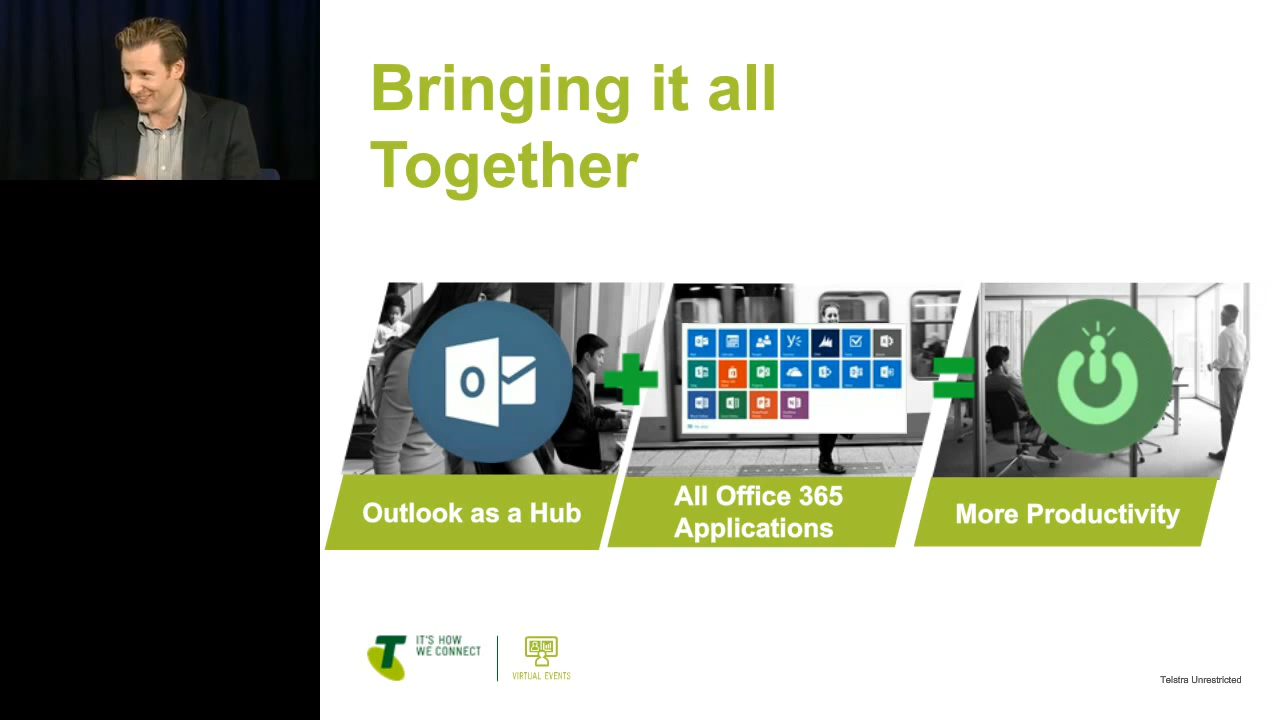 Bringing it all
Together
Outlook as a Hub
All Office 365
Applications
More Productivity
IT'S HOW
WE CONNECT
VIRTUAL EVENTS
Telstra Unrestricted